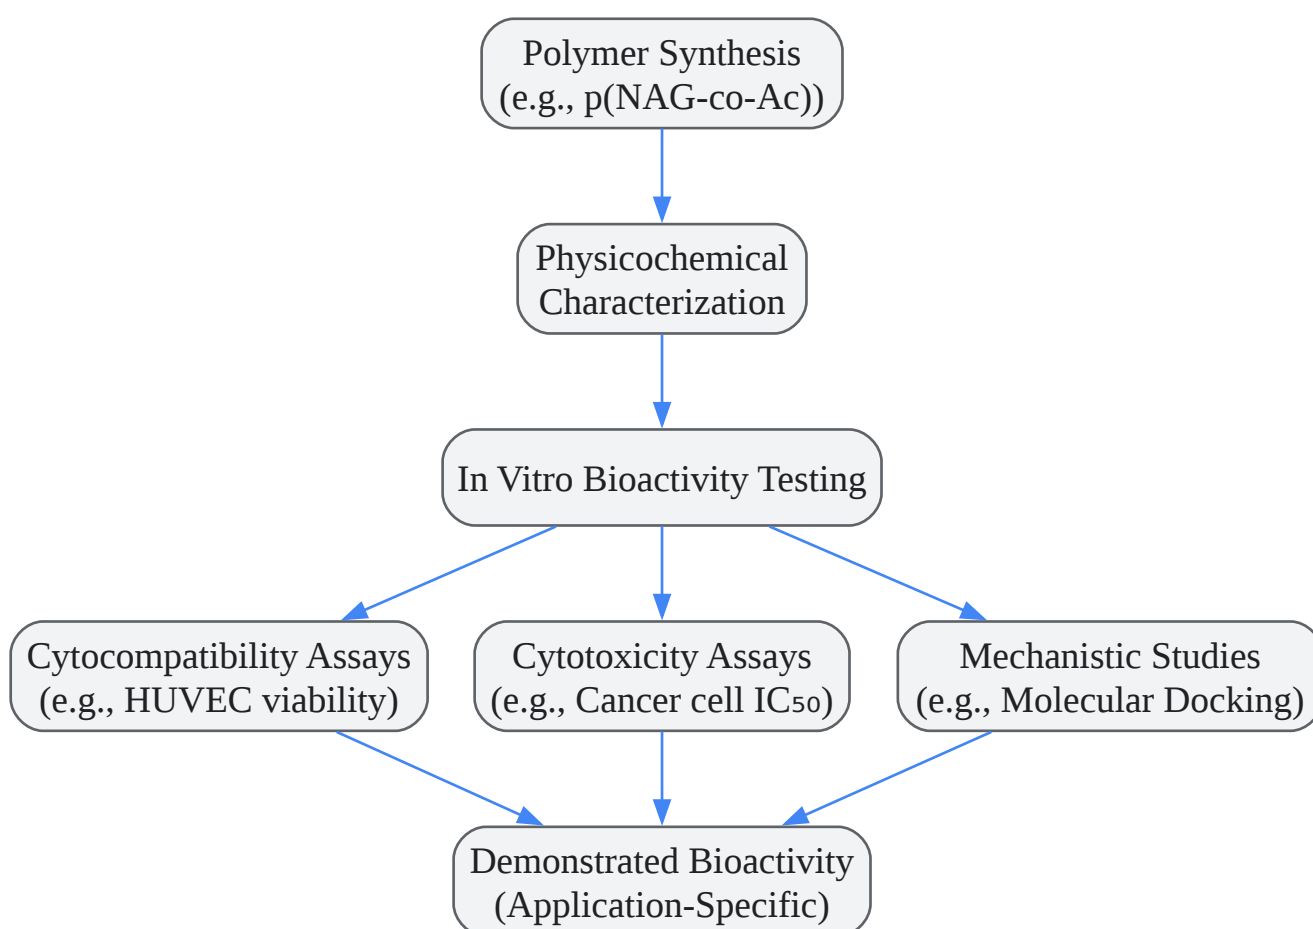 Polymer Synthesis
(e.g., p(NAG-co-Ac))
Physicochemical
Characterization
In Vitro Bioactivity Testing
Cytocompatibility Assays
(e.g., HUVEC viability)
Cytotoxicity Assays
(e.g., Cancer cell IC₅₀)
Mechanistic Studies
(e.g., Molecular Docking)
Demonstrated Bioactivity
(Application-Specific)